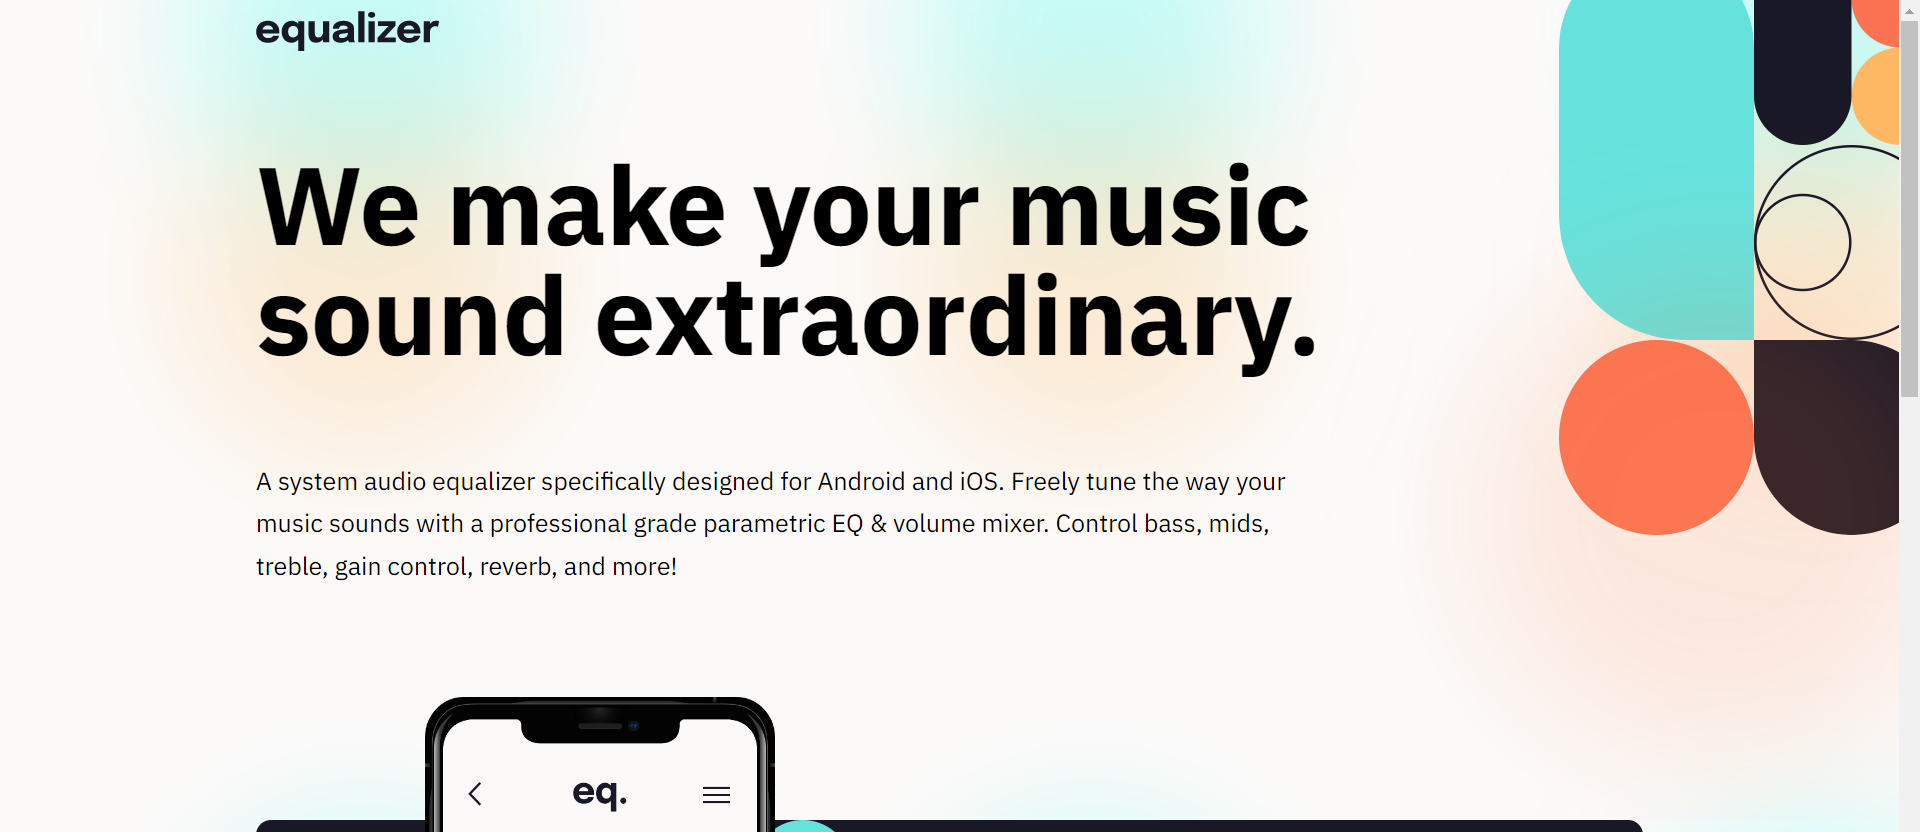 equalizer
We make your music
sound extraordinary.
A system audio equalizer specifically designed for Android and iOS. Freely tune the way your
music sounds with a professional grade parametric EQ & volume mixer. Control bass, mids,
treble, gain control, reverb, and more!
eq.